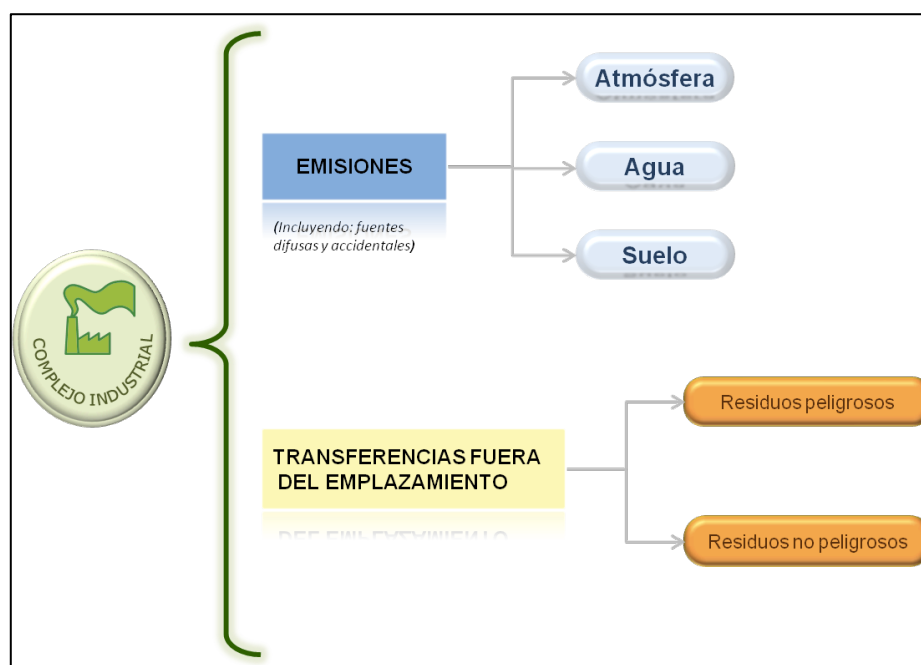 COMPLEJO INDUSTRIAL
EMISIONES
(Incluyendo: fuentes
difusas y accidentales)
Atmósfera
Agua
Suelo
TRANSFERENCIAS FUERA
DEL EMPLAZAMIENTO
Residuos peligrosos
Residuos no peligrosos